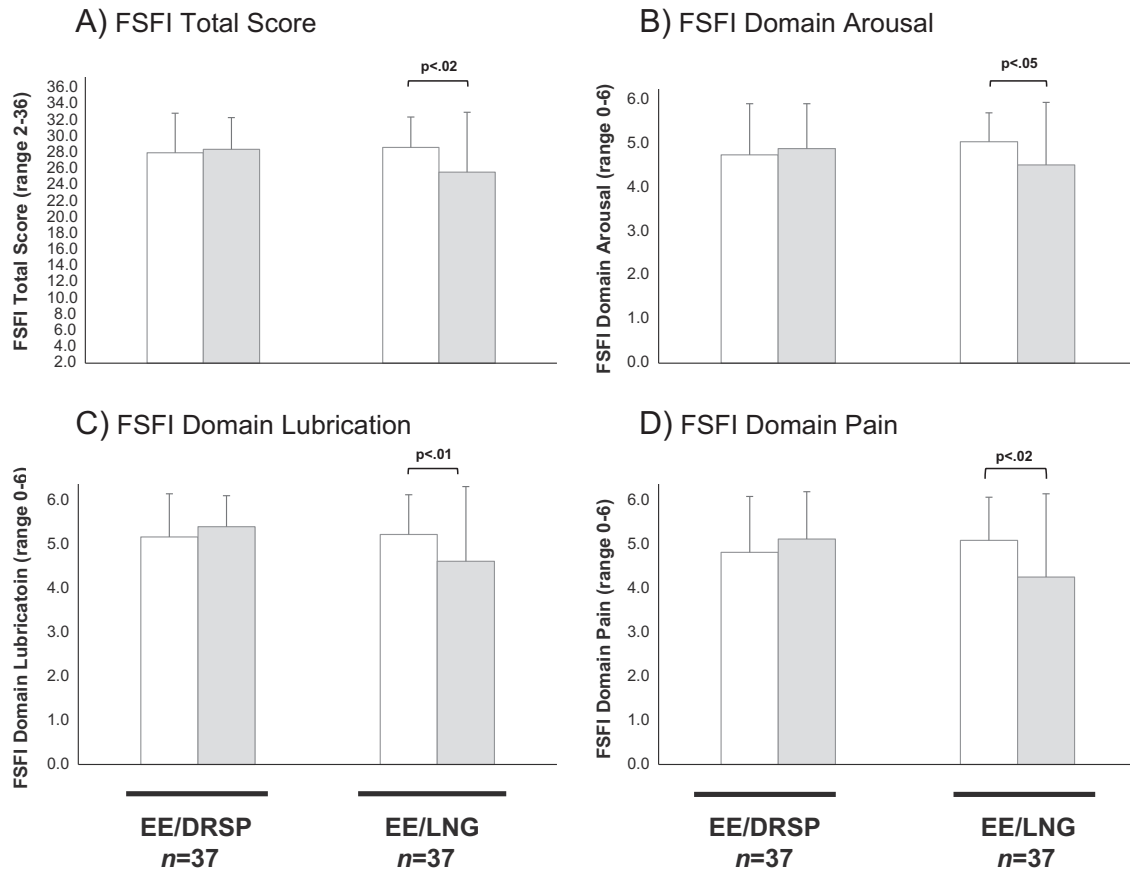 A) FSFI Total Score
FSFI Total Score (range 2-36)
36.0
34.0
32.0
30.0
28.0
26.0
24.0
22.0
20.0
18.0
16.0
14.0
12.0
10.0
8.0
6.0
4.0
2.0
p<.02
B) FSFI Domain Arousal
FSFI Domain Arousal (range 0-6)
6.0
5.0
4.0
3.0
2.0
1.0
0.0
p<.05
C) FSFI Domain Lubrication
FSFI Domain Lubricatoin (range 0-6)
6.0
5.0
4.0
3.0
2.0
1.0
0.0
p<.01
D) FSFI Domain Pain
FSFI Domain Pain (range 0-6)
6.0
5.0
4.0
3.0
2.0
1.0
0.0
p<.02
EE/DRSP
n=37
EE/LNG
n=37
EE/DRSP
n=37
EE/LNG
n=37